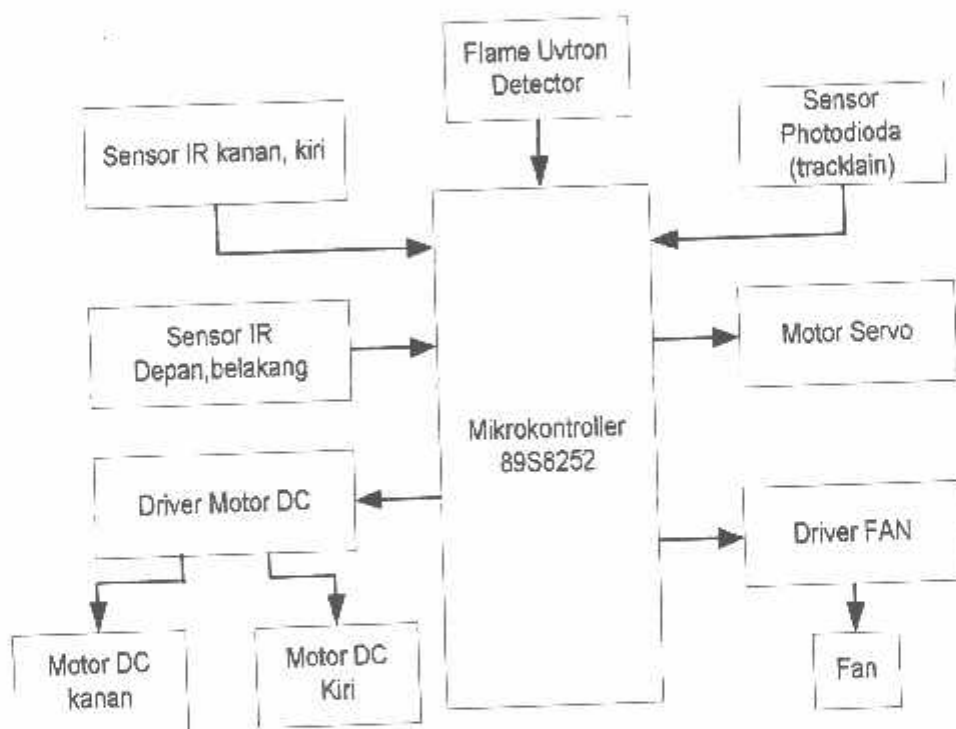 Flame Uvtron
Detector
Sensor
Photodioda
(tracklain)
Sensor IR kanan, kiri
Sensor IR
Depan,belakang
Motor Servo
Mikrokontroller
89S8252
Driver Motor DC
Driver FAN
Motor DC
kanan
Motor DC
Kiri
Fan